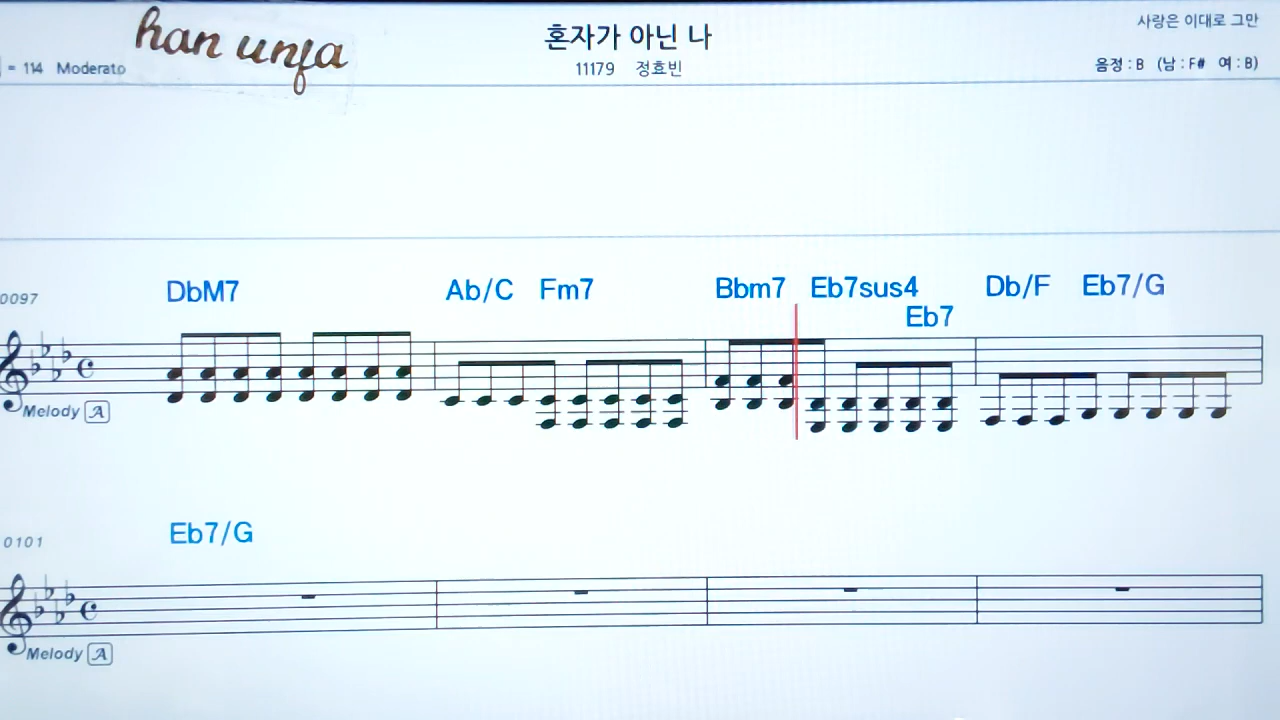 han unja
혼자가 아닌 나
사랑은 이대로 그만
= 114 Moderato
11179 정효빈
음정 : B (남 : F# 여 : B)
0097
DbM7 Ab/C Fm7 Bbm7 Eb7sus4 Db/F Eb7/G
Eb7
Melody A
0101
Eb7/G
Melody A